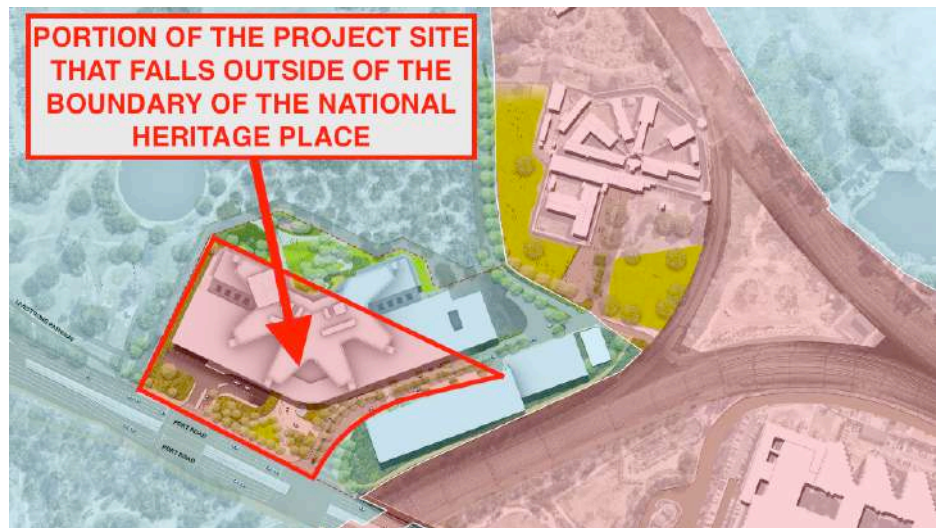 PORTION OF THE PROJECT SITE
THAT FALLS OUTSIDE OF THE
BOUNDARY OF THE NATIONAL
HERITAGE PLACE
PORT ROAD
PORT ROAD